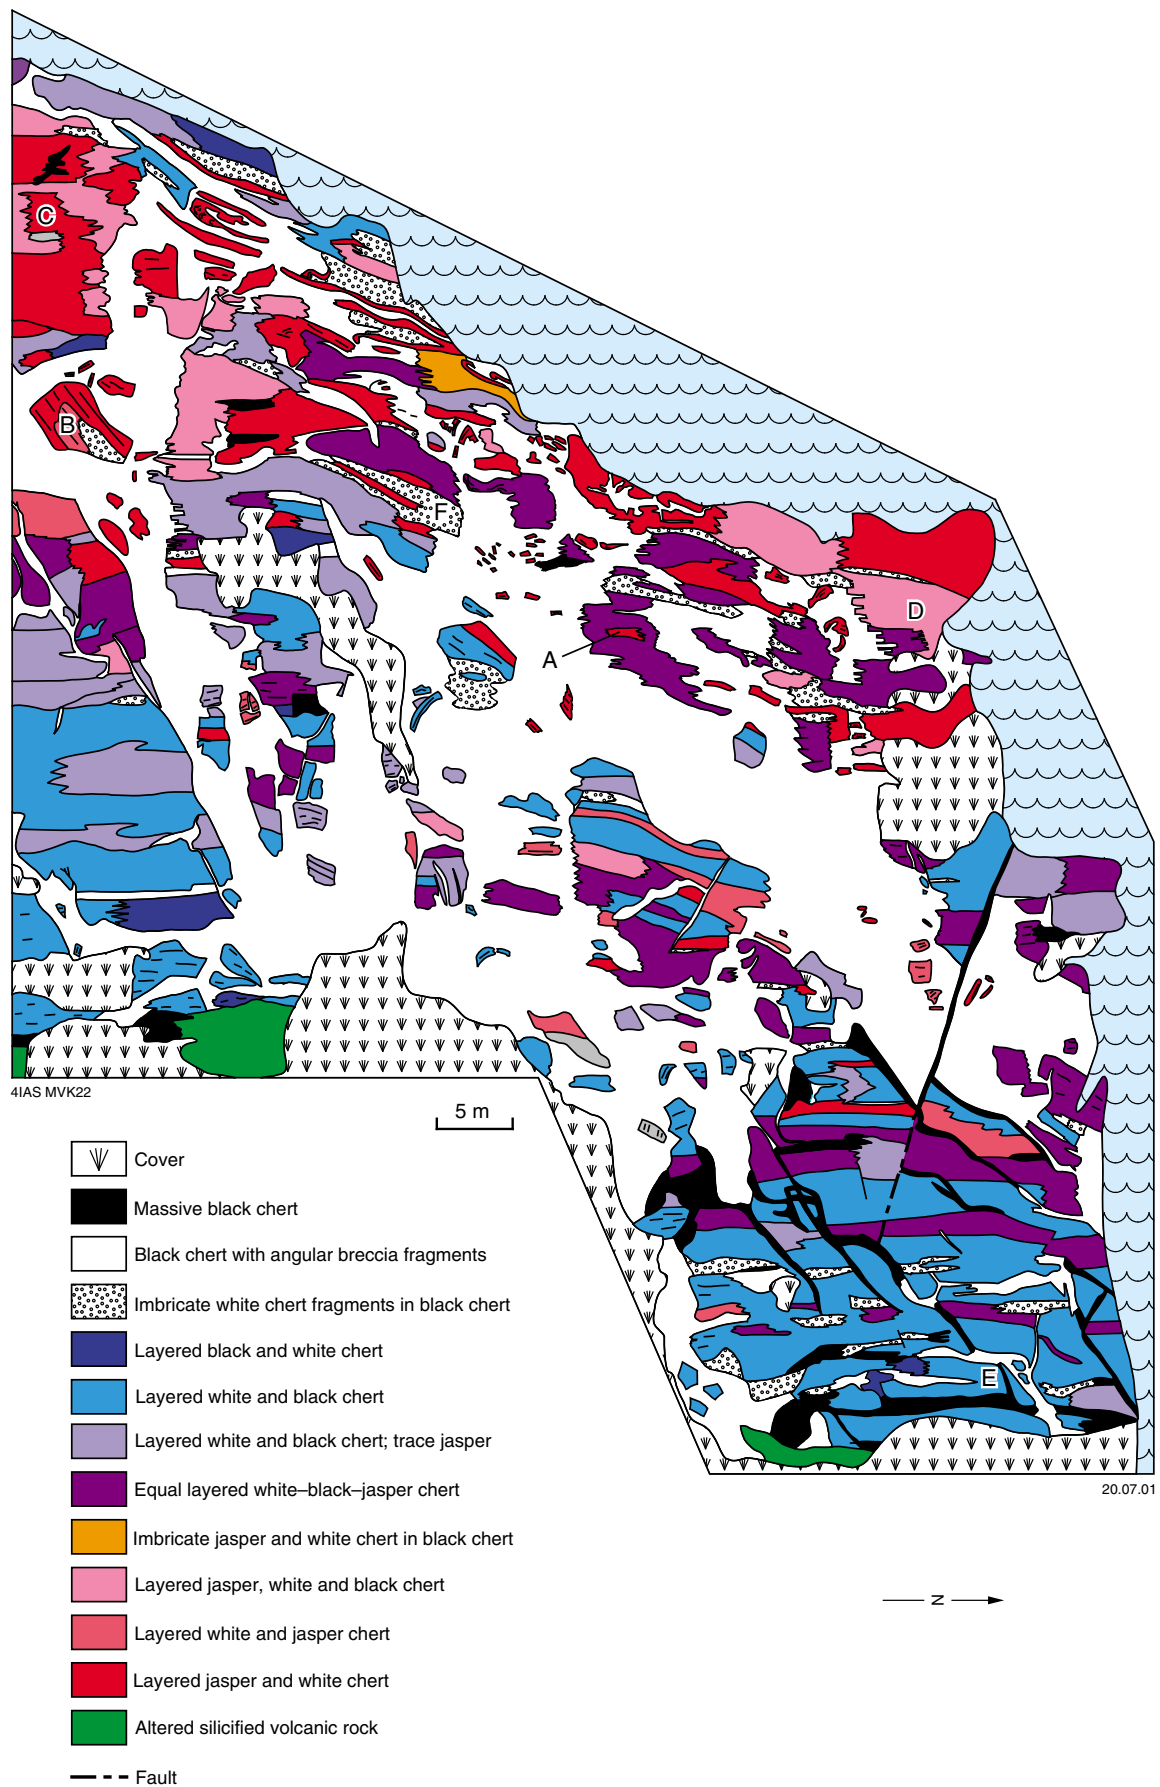 C
B
F
A
D
E
4IAS MVK22
5 m
Cover
Massive black chert
Black chert with angular breccia fragments
Imbricate white chert fragments in black chert
Layered black and white chert
Layered white and black chert
Layered white and black chert; trace jasper
Equal layered white–black–jasper chert
20.07.01
Imbricate jasper and white chert in black chert
Layered jasper, white and black chert
N
Layered white and jasper chert
Layered jasper and white chert
Altered silicified volcanic rock
Fault